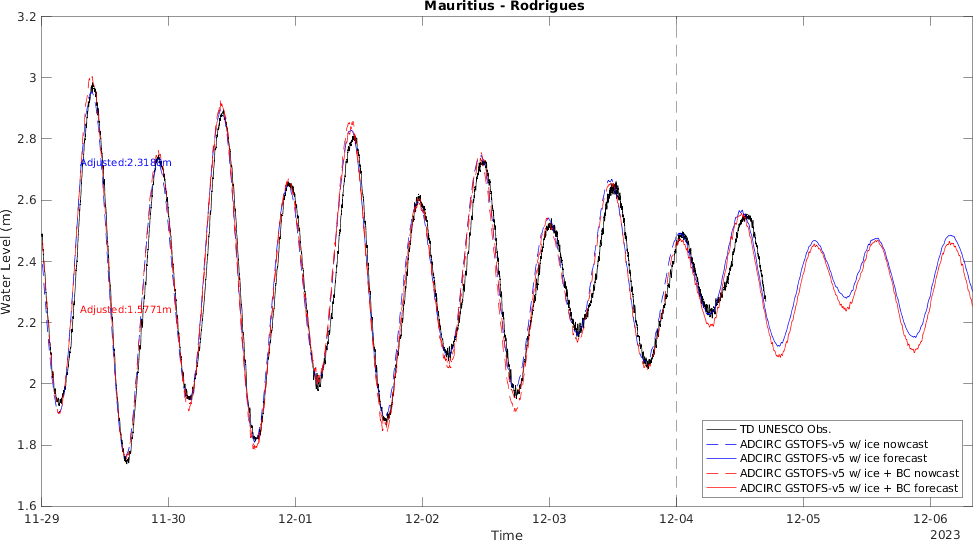 Mauritius - Rodrigues
3.2
3
2.8
2.6
2.4
2.2
2
1.8
1.6
Water Level (m)
Adjusted:2.3186m
Adjusted:1.5771m
TD UNESCO Obs.
ADCIRC GSTOFS-v5 w/ ice nowcast
ADCIRC GSTOFS-v5 w/ ice forecast
ADCIRC GSTOFS-v5 w/ ice + BC nowcast
ADCIRC GSTOFS-v5 w/ ice + BC forecast
11-29 11-30 12-01 12-02 12-03 12-04 12-05 12-06
Time
2023